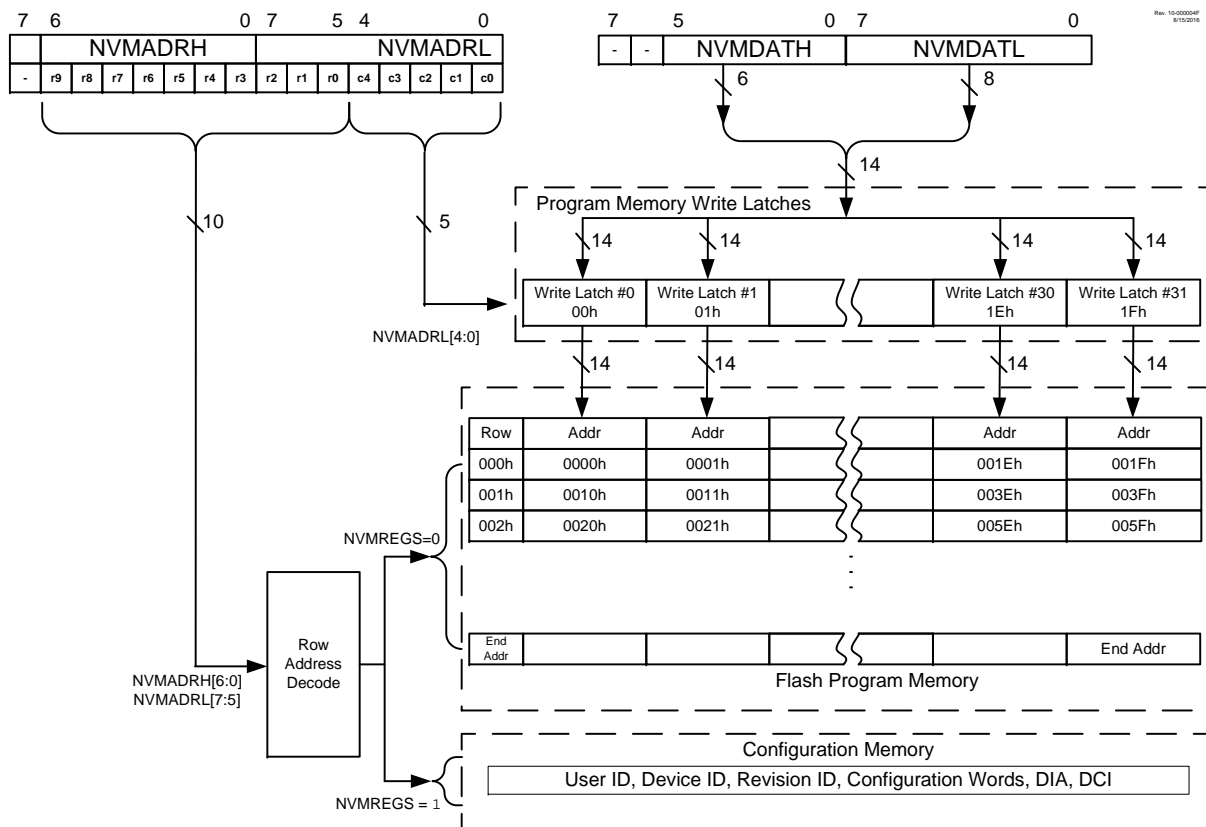 Rev. 10-000004F
8/15/2016
7 6 0 7 5 4 0
NVMADRH NVMADRL
- r9 r8 r7 r6 r5 r4 r3 r2 r1 r0 c4 c3 c2 c1 c0
7 5 0 7 0
- - NVMDATH NVMDATL
6 8
14
10 5
Program Memory Write Latches
14 14 14 14
Write Latch #0 Write Latch #1 Write Latch #30 Write Latch #31
00h 01h 1Eh 1Fh
NVMADRL[4:0]
14 14 14 14
Row Addr Addr Addr Addr
000h 0000h 0001h 001Eh 001Fh
001h 0010h 0011h 003Eh 003Fh
002h 0020h 0021h 005Eh 005Fh
NVMREGS=0
Row
Address
Decode
End
Addr
End Addr
NVMADRH[6:0]
NVMADRL[7:5]
Flash Program Memory
Configuration Memory
User ID, Device ID, Revision ID, Configuration Words, DIA, DCI
NVMREGS = 1